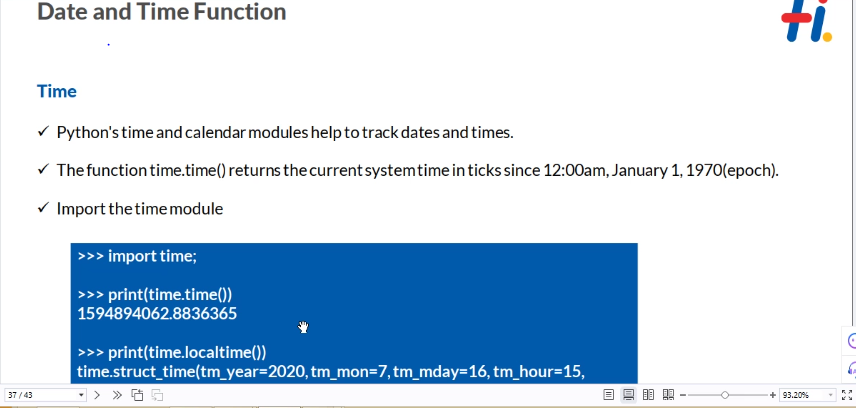 Date and Time Function
Time
✓ Python's time and calendar modules help to track dates and times.
✓ The function time.time() returns the current system time in ticks since 12:00am, January 1, 1970(epoch).
✓ Import the time module
>>> import time;
>>> print(time.time())
1594894062.8836365
>>> print(time.localtime())
time.struct_time(tm_year=2020, tm_mon=7, tm_mday=16, tm_hour=15,
37 / 43
93.20%